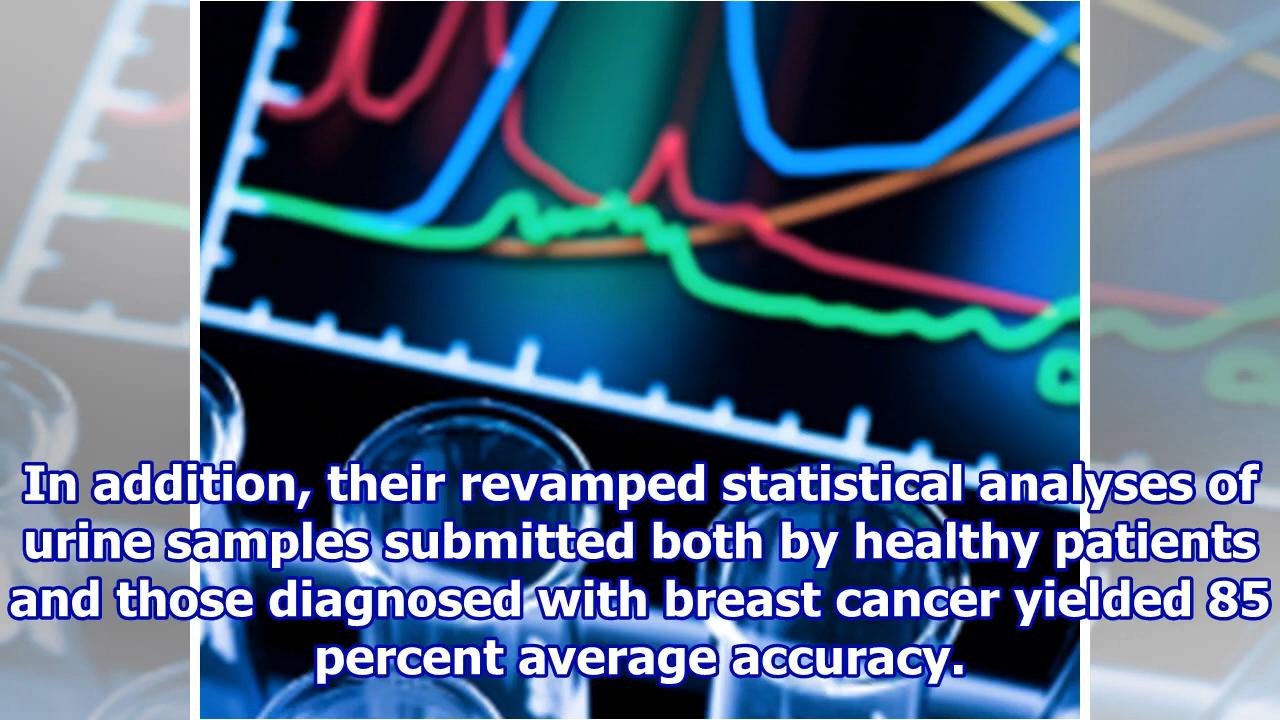 In addition, their revamped statistical analyses of
urine samples submitted both by healthy patients
and those diagnosed with breast cancer yielded 85
percent average accuracy.